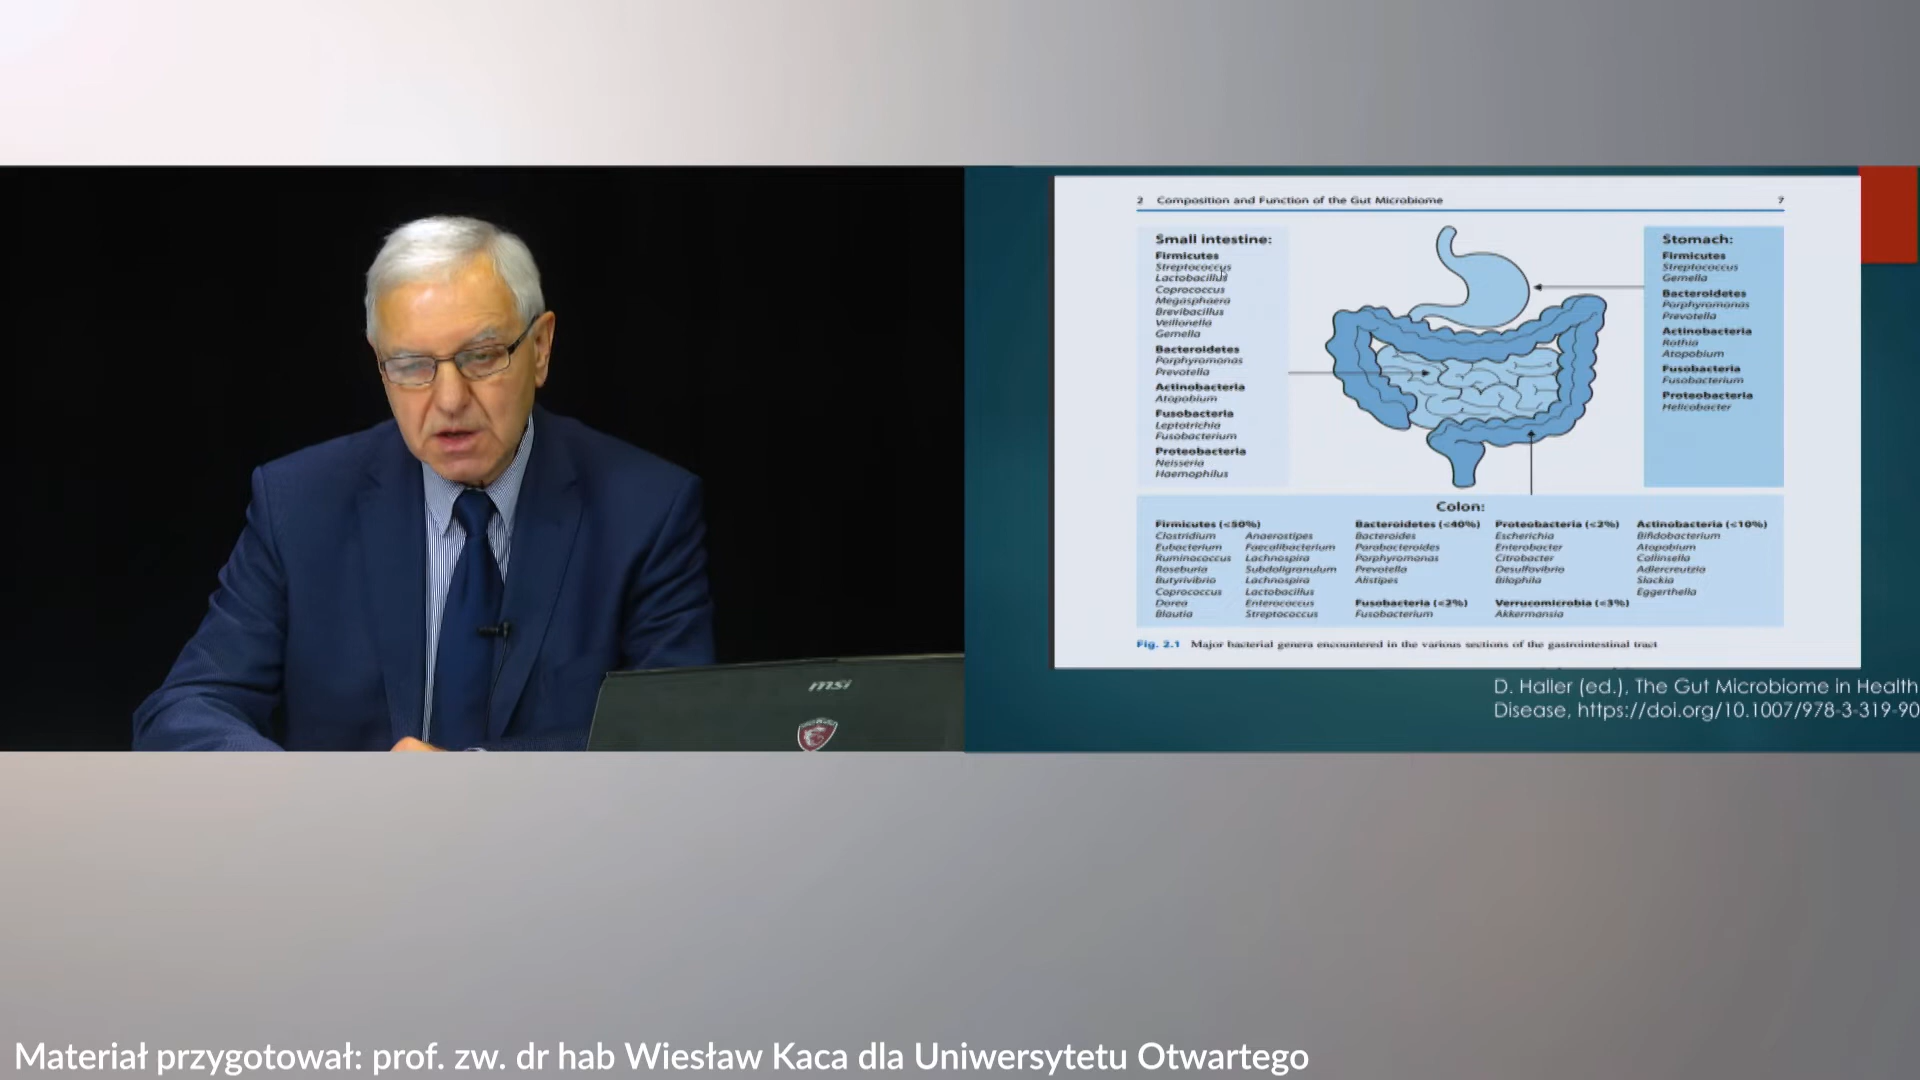 2 Composition and Function of the Gut Microbiome 7
Small intestine:
Firmicutes
Streptococcus
Lactobacillus
Coprococcus
Megasphaera
Brevibacillus
Veillonella
Gemella
Bacteroidetes
Porphyromonas
Prevotella
Actinobacteria
Atopobium
Fusobacteria
Leptotrichia
Fusobacterium
Proteobacteria
Neisseria
Haemophilus
Stomach:
Firmicutes
Streptococcus
Gemella
Bacteroidetes
Porphyromonas
Prevotella
Actinobacteria
Rothia
Atopobium
Fusobacteria
Fusobacterium
Proteobacteria
Helicobacter
Colon:
Firmicutes (<50%)
Clostridium Anaerostipes
Eubacterium Faecalibacterium
Ruminococcus Lachnospira
Roseburia Subdoligranulum
Butyrivibrio Lachnospira
Coprococcus Lactobacillus
Dorea Enterococcus
Blautia Streptococcus
Bacteroidetes (<40%)
Bacteroides
Parabacteroides
Porphyromonas
Prevotella
Alistipes
Fusobacteria (<2%)
Fusobacterium
Proteobacteria (<2%)
Escherichia
Enterobacter
Citrobacter
Desulfovibrio
Bilophila
Verrucomicrobia (<3%)
Akkermansia
Actinobacteria (<10%)
Bifidobacterium
Atopobium
Collinsella
Adlercreutzia
Slackia
Eggerthella
Fig. 2.1 Major bacterial genera encountered in the various sections of the gastrointestinal tract
D. Haller (ed.), The Gut Microbiome in Health
Disease, https://doi.org/10.1007/978-3-319-90
msi
Materiał przygotował: prof. zw. dr hab Wiesław Kaca dla Uniwersytetu Otwartego